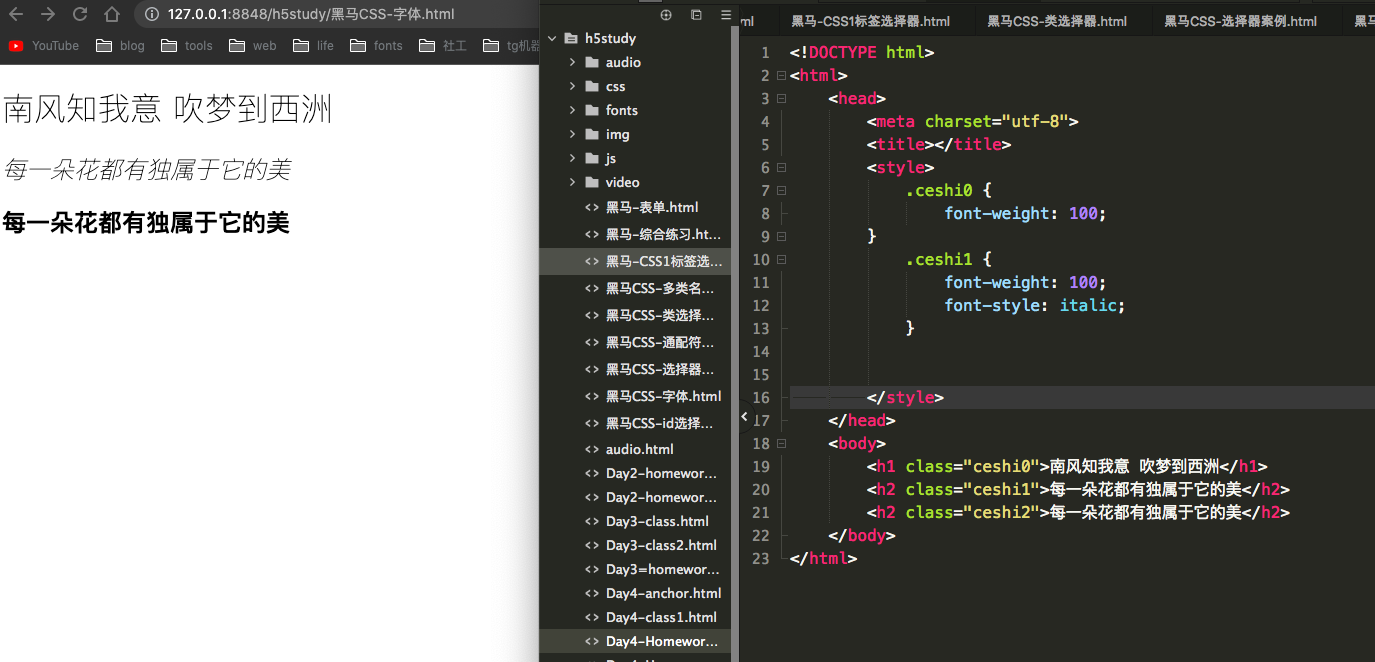 127.0.0.1:8848/h5study/黑马CSS-字体.html
YouTube blog tools web life fonts 社工 tg机器
南风知我意 吹梦到西洲
每一朵花都有独属于它的美
每一朵花都有独属于它的美
h5study
audio
css
fonts
img
js
video
黑马-表单.html
黑马-综合练习.ht...
黑马-CSS1标签选...
黑马CSS-多类名...
黑马CSS-类选择...
黑马CSS-通配符...
黑马CSS-选择器...
黑马CSS-字体.html
黑马CSS-id选择...
audio.html
Day2-homewor...
Day2-homewor...
Day3-class.html
Day3-class2.html
Day3=homewor...
Day4-anchor.html
Day4-class1.html
Day4-Homewor...
ml 黑马-CSS1标签选择器.html 黑马CSS-类选择器.html 黑马CSS-选择器案例.html 黑马
1 <!DOCTYPE html>
2 <html>
3 <head>
4 <meta charset="utf-8">
5 <title></title>
6 <style>
7 .ceshi0 {
8 font-weight: 100;
9 }
10 .ceshi1 {
11 font-weight: 100;
12 font-style: italic;
13 }
14
15
16 </style>
17 </head>
18 <body>
19 <h1 class="ceshi0">南风知我意 吹梦到西洲</h1>
20 <h2 class="ceshi1">每一朵花都有独属于它的美</h2>
21 <h2 class="ceshi2">每一朵花都有独属于它的美</h2>
22 </body>
23 </html>